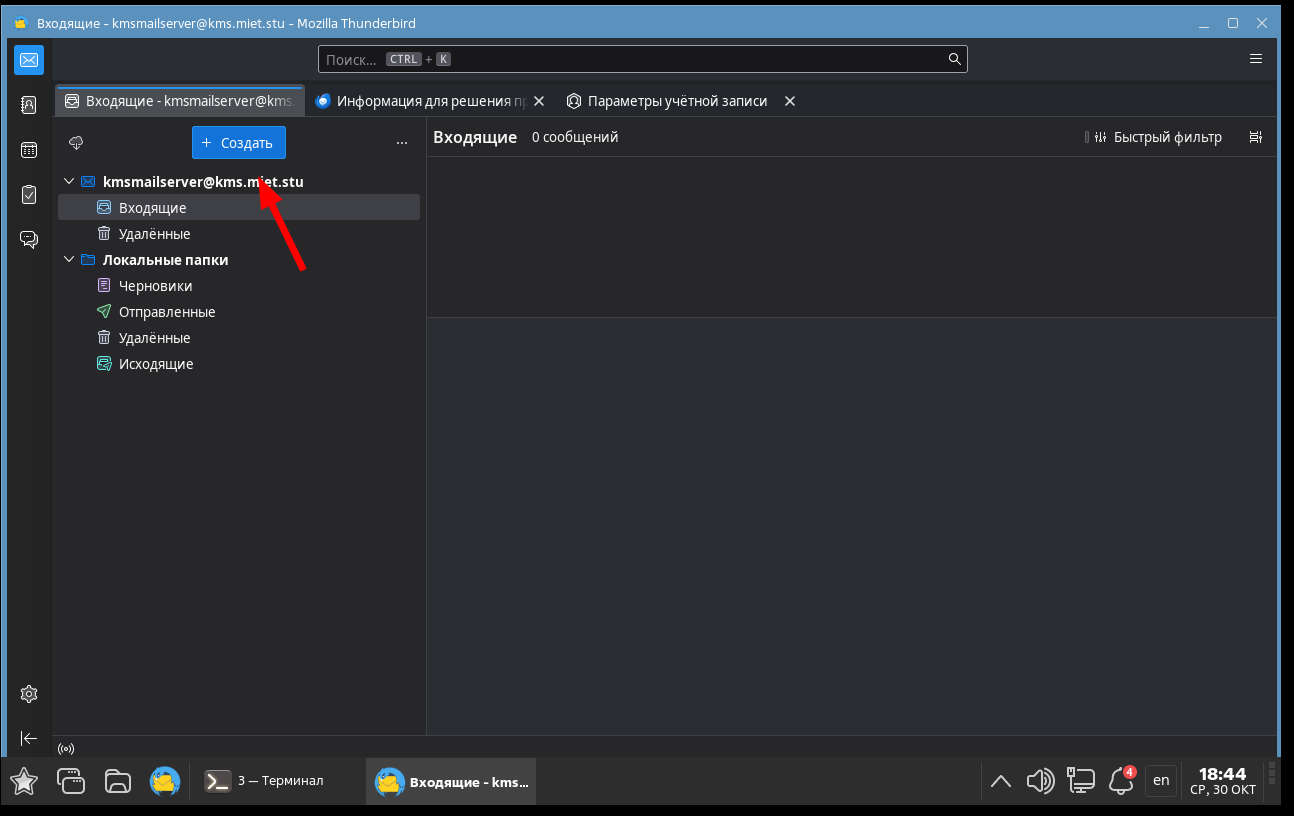 Входящие - kmsmailserver@kms.miet.stu - Mozilla Thunderbird
Поиск... CTRL + K
Входящие - kmsmailserver@kms.
Информация для решения
Параметры учётной записи
+ Создать
Входящие 0 сообщений
Быстрый фильтр
kmsmailserver@kms.miet.stu
Входящие
Удалённые
Локальные папки
Черновики
Отправленные
Удалённые
Исходящие
3 — Терминал
Входящие - kms...
4
en
18:44
СР, 30 ОКТ